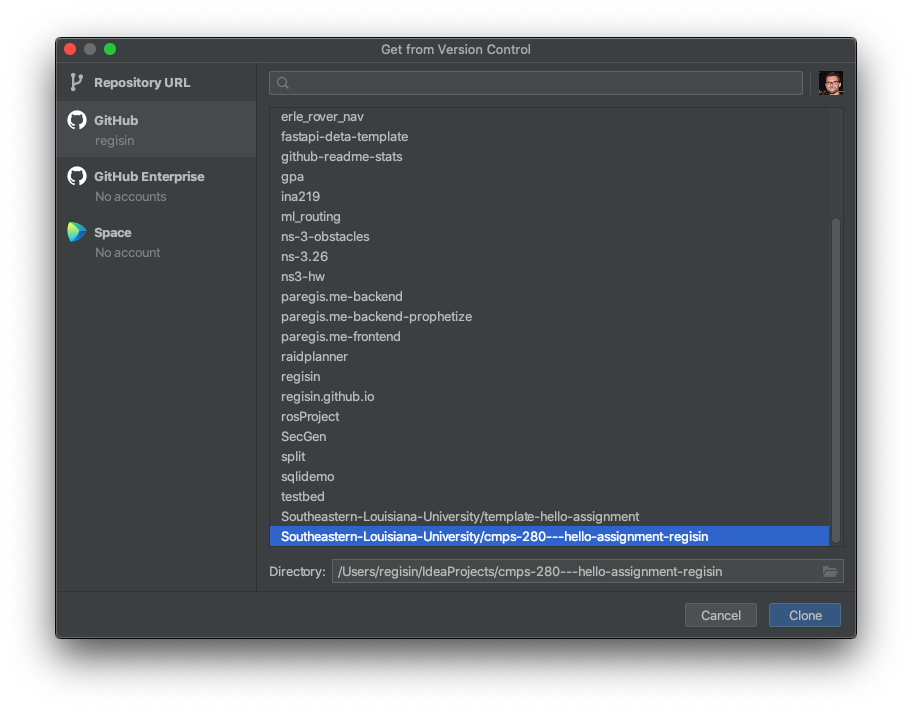 Get from Version Control
Repository URL
GitHub
regisin
GitHub Enterprise
No accounts
Space
No account
erle_rover_nav
fastapi-deta-template
github-readme-stats
gpa
ina219
ml_routing
ns-3-obstacles
ns-3.26
ns3-hw
paregis.me-backend
paregis.me-backend-prophetize
paregis.me-frontend
raidplanner
regisin
regisin.github.io
rosProject
SecGen
split
sqlidemo
testbed
Southeastern-Louisiana-University/template-hello-assignment
Southeastern-Louisiana-University/cmps-280---hello-assignment-regisin
Directory: /Users/regisin/IdeaProjects/cmps-280---hello-assignment-regisin
Cancel Clone